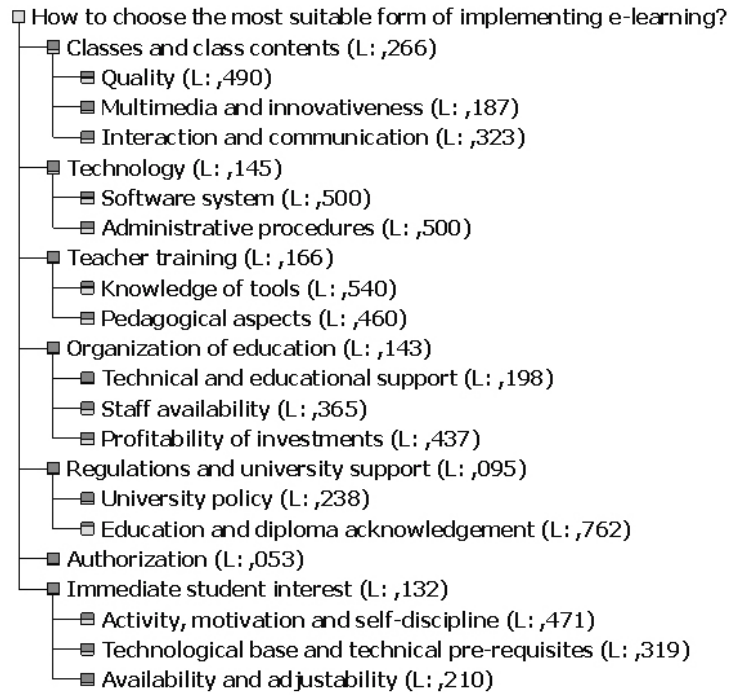 How to choose the most suitable form of implementing e-learning?
Classes and class contents (L: ,266)
Quality (L: ,490)
Multimedia and innovativeness (L: ,187)
Interaction and communication (L: ,323)
Technology (L: ,145)
Software system (L: ,500)
Administrative procedures (L: ,500)
Teacher training (L: ,166)
Knowledge of tools (L: ,540)
Pedagogical aspects (L: ,460)
Organization of education (L: ,143)
Technical and educational support (L: ,198)
Staff availability (L: ,365)
Profitability of investments (L: ,437)
Regulations and university support (L: ,095)
University policy (L: ,238)
Education and diploma acknowledgement (L: ,762)
Authorization (L: ,053)
Immediate student interest (L: ,132)
Activity, motivation and self-discipline (L: ,471)
Technological base and technical pre-requisites (L: ,319)
Availability and adjustability (L: ,210)